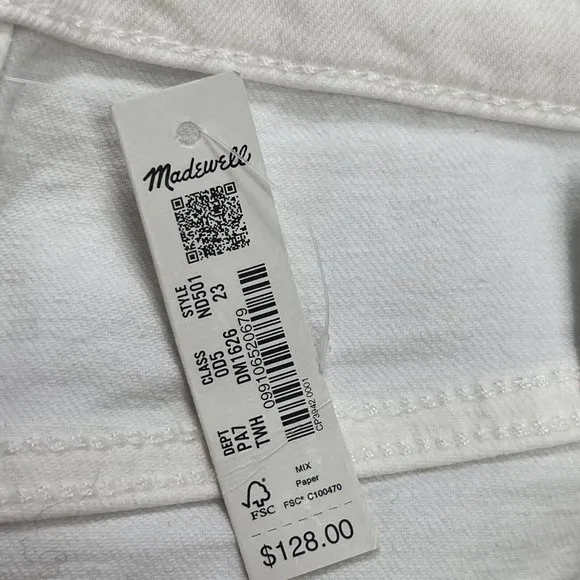 Madewell
STYLE
ND501
23
CLASS
0D5
DM1626
DEPT
PA7
TWH
099106520679
CP3942 0001
FSC
MIX
Paper
FSC® C100470
$128.00